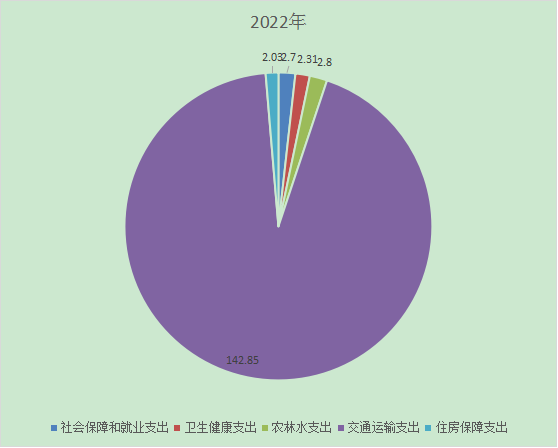 2022年
2.03 2.7 2.31 2.8
142.85
社会保障和就业支出 卫生健康支出 农林水支出 交通运输支出 住房保障支出